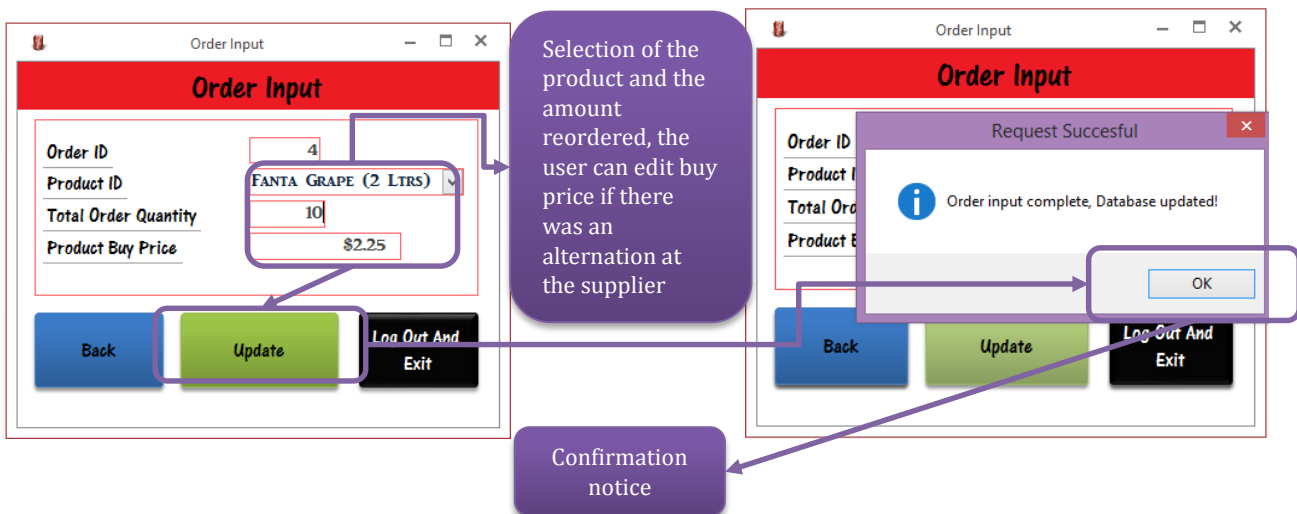 Order Input
Order Input
Order ID
4
Product ID
FANTA GRAPE (2 LTRS)
Total Order Quantity
10
Product Buy Price
$2.25
Back
Update
Log Out And
Exit
Selection of the
product and the
amount
reordered, the
user can edit buy
price if there
was an
alternation at
the supplier
Order Input
Order Input
Order ID
Product I
Total Ord
Product B
Request Succesful
Order input complete, Database updated!
OK
Back
Update
Log Out And
Exit
Confirmation
notice